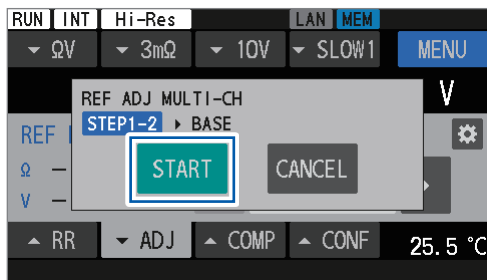 RUN INT Hi-Res LAN MEM
ΩV 3mΩ 10V SLOW1 MENU
V
REF ADJ MULTI-CH
STEP1-2 ▸ BASE
REF
START CANCEL
Ω –
V –
RR ADJ COMP CONF 25.5 °C